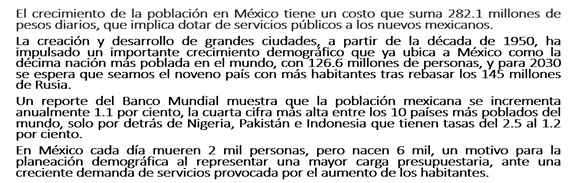 El crecimiento de la población en México tiene un costo que suma 282.1 millones de
pesos diarios, que implica dotar de servicios públicos a los nuevos mexicanos.
La creación y desarrollo de grandes ciudades, a partir de la década de 1950, ha
impulsado un importante crecimiento demográfico que ya ubica a México como la
décima nación más poblada en el mundo, con 126.6 millones de personas, y para 2030
se espera que seamos el noveno país con más habitantes tras rebasar los 145 millones
de Rusia.
Un reporte del Banco Mundial muestra que la población mexicana se incrementa
anualmente 1.1 por ciento, la cuarta cifra más alta entre los 10 países más poblados del
mundo, solo por detrás de Nigeria, Pakistán e Indonesia que tienen tasas del 2.5 al 1.2
por ciento.
En México cada día mueren 2 mil personas, pero nacen 6 mil, un motivo para la
planeación demográfica al representar una mayor carga presupuestaria, ante una
creciente demanda de servicios provocada por el aumento de los habitantes.